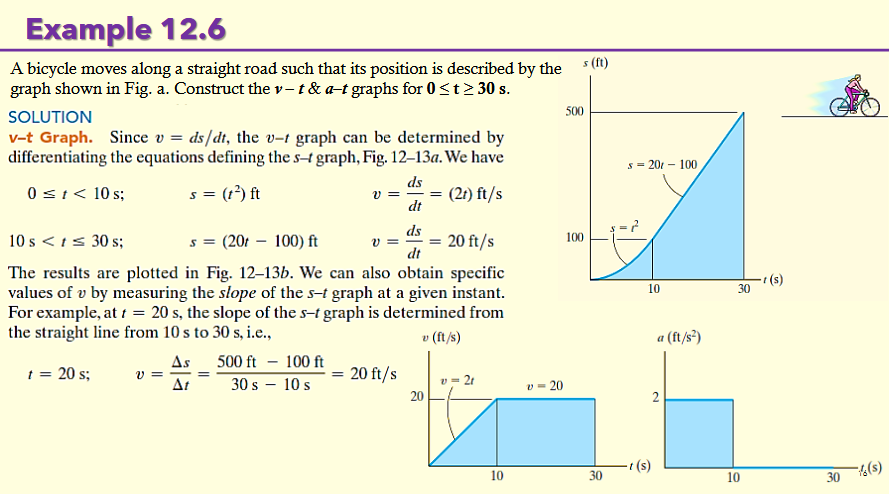 Example 12.6
A bicycle moves along a straight road such that its position is described by the
graph shown in Fig. a. Construct the v – t & a–t graphs for 0 ≤ t ≥ 30 s.
SOLUTION
v–t Graph. Since v = ds/dt, the v–t graph can be determined by
differentiating the equations defining the s–t graph, Fig. 12–13a. We have
0 ≤ t < 10 s; s = (t²) ft v = ds/dt = (2t) ft/s
10 s < t ≤ 30 s; s = (20t − 100) ft v = ds/dt = 20 ft/s
The results are plotted in Fig. 12–13b. We can also obtain specific
values of v by measuring the slope of the s–t graph at a given instant.
For example, at t = 20 s, the slope of the s–t graph is determined from
the straight line from 10 s to 30 s, i.e.,
t = 20 s; v = Δs/Δt = 500 ft − 100 ft / 30 s − 10 s = 20 ft/s
s (ft)
500
s = 20t − 100
s = t²
100
10
30
t (s)
v (ft/s)
v = 2t
v = 20
20
10
30
t (s)
a (ft/s²)
2
10
30
(s)